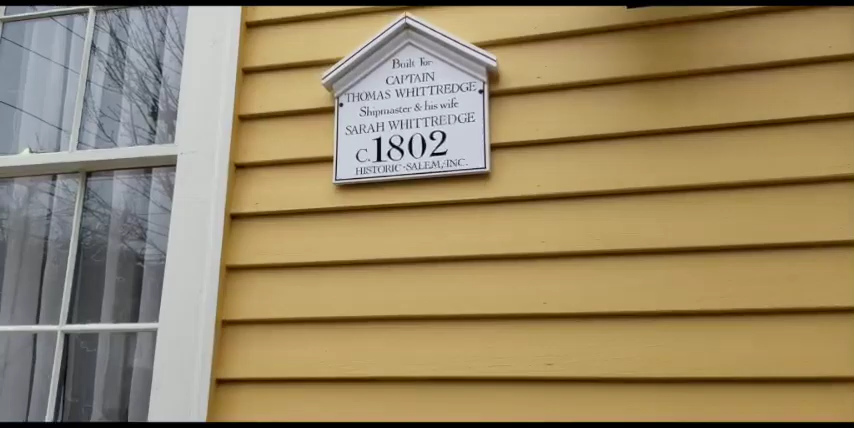 Built for
CAPTAIN
THOMAS WHITTREDGE
Shipmaster & his wife
SARAH WHITTREDGE
C.1802
HISTORIC SALEM, INC.